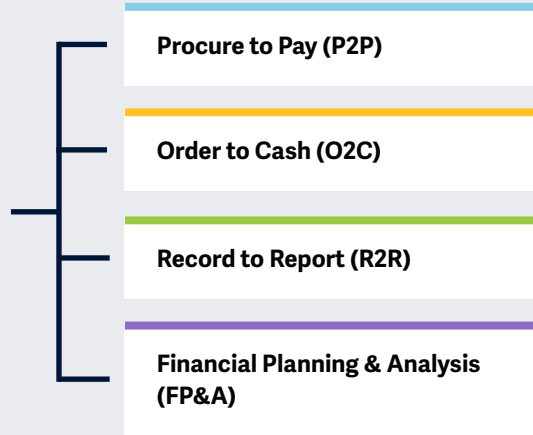 Procure to Pay (P2P)
Order to Cash (O2C)
Record to Report (R2R)
Financial Planning & Analysis
(FP&A)